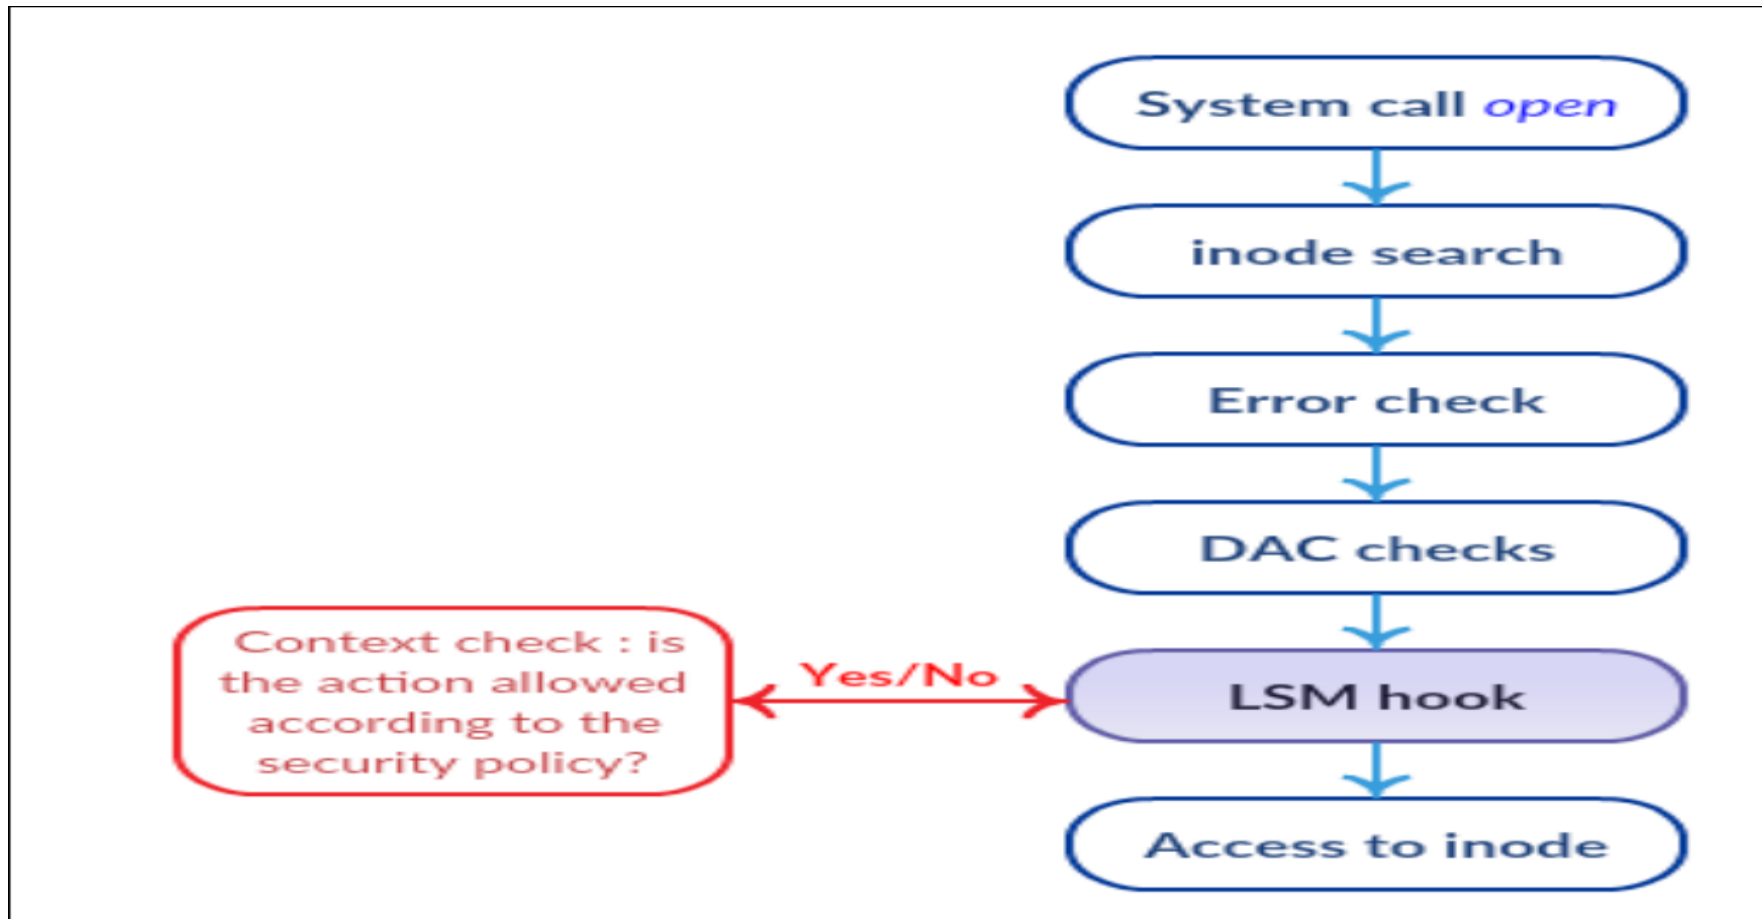 System call open
inode search
Error check
DAC checks
Context check : is
the action allowed
according to the
security policy?
Yes/No
LSM hook
Access to inode